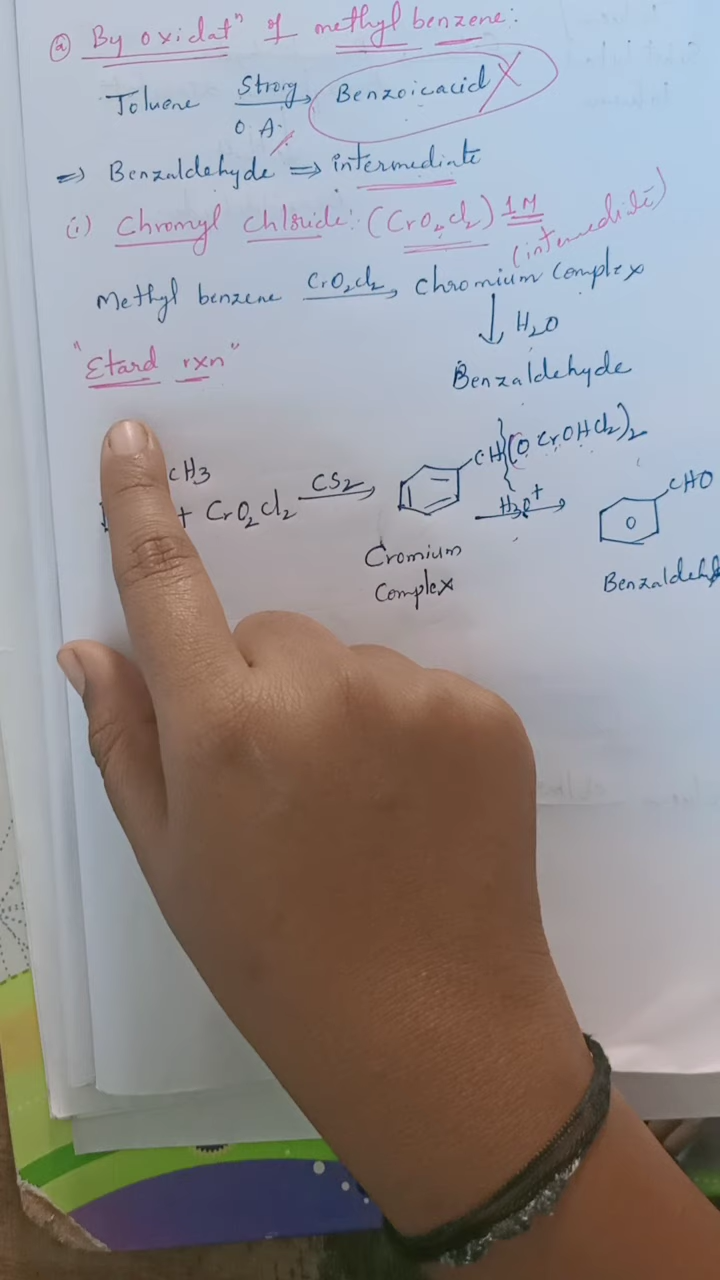 ⓐ By oxidatⁿ of methyl benzene:
Toluene Strong O.A. Benzoicacid X
⇒ Benzaldehyde ⇒ intermediate
(i) Chromyl Chloride: (CrO₂Cl₂) 1M
(intermediate)
Methyl benzene CrO₂Cl₂ → Chromium Complex
↓ H₂O
"Etard rxn"
Benzaldehyde
CH3 + CrO₂Cl₂ CS₂ → CH(OCrOHCl₂)₂ H₃O⁺ → CHO
Cromium Complex
Benzaldehyd